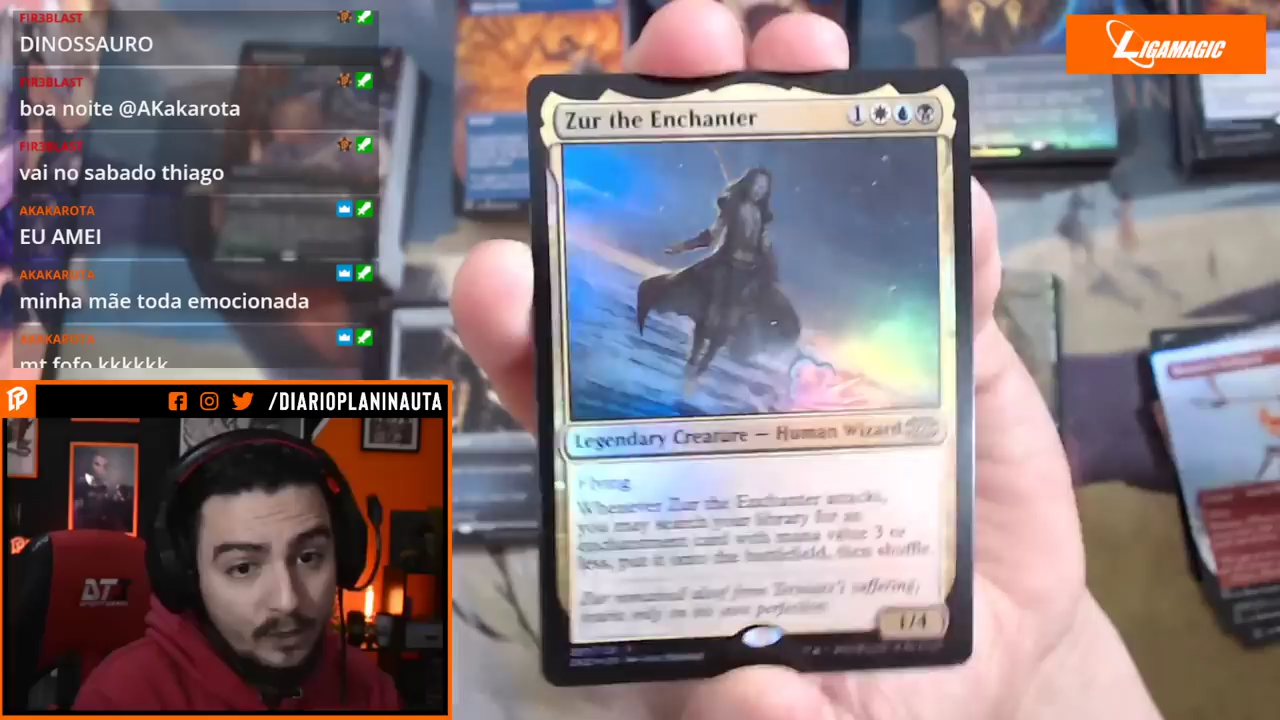 FIR3BLAST
DINOSSAURO
FIR3BLAST
boa noite @AKakarota
FIR3BLAST
vai no sabado thiago
AKAKAROTA
EU AMEI
AKAKAROTA
minha mãe toda emocionada
AKAKAROTA
mt fofo kkkkkk
/DIARIOPLANINAUTA
LIGAMAGIC
Zur the Enchanter 1
Legendary Creature — Human Wizard
Flying
Whenever Zur the Enchanter attacks,
you may search your library for an
enchantment card with mana value 3 or
less, put it onto the battlefield, then shuffle.
1/4